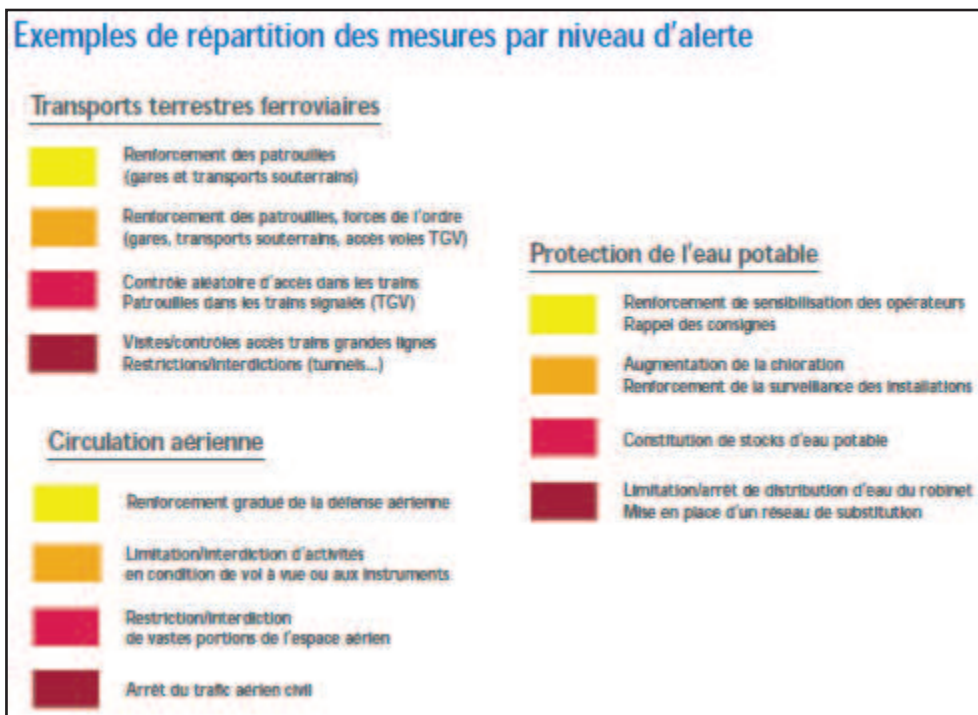 Exemples de répartition des mesures par niveau d'alerte
Transports terrestres ferroviaires
Renforcement des patrouilles
(gares et transports souterrains)
Renforcement des patrouilles, forces de l'ordre
(gares, transports souterrains, accès voies TGV)
Contrôle aléatoire d'accès dans les trains
Patrouilles dans les trains signalés (TGV)
Visites/contrôles accès trains grandes lignes
Restrictions/interdictions (tunnels...)
Circulation aérienne
Renforcement gradué de la défense aérienne
Limitation/interdiction d'activités
en condition de vol à vue ou aux instruments
Restriction/interdiction
de vastes portions de l'espace aérien
Arrêt du trafic aérien civil
Protection de l'eau potable
Renforcement de sensibilisation des opérateurs
Rappel des consignes
Augmentation de la chloration
Renforcement de la surveillance des installations
Constitution de stocks d'eau potable
Limitation/arrêt de distribution d'eau du robinet
Mise en place d'un réseau de substitution